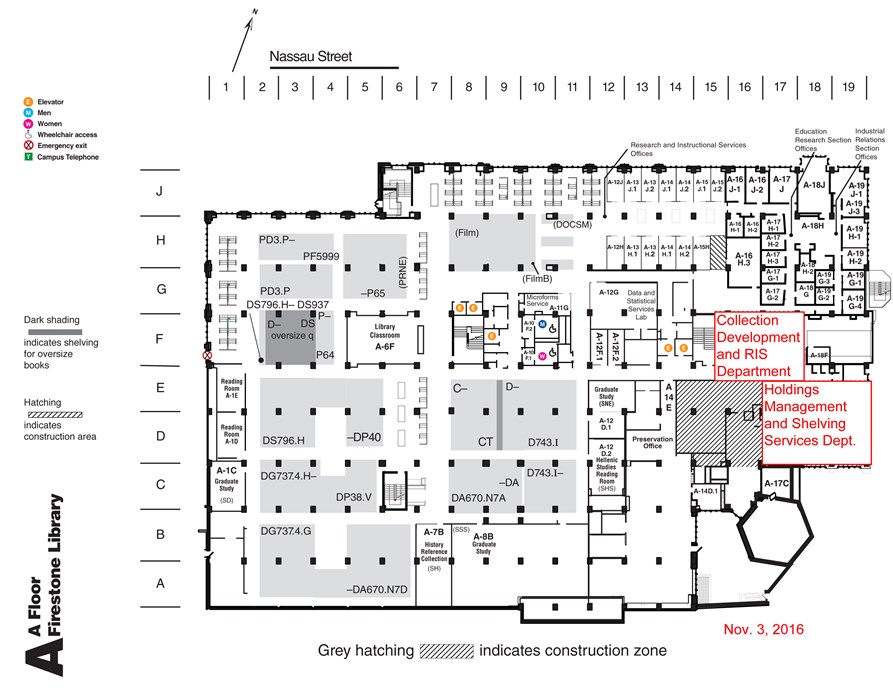 N
Nassau Street
1 2 3 4 5 6 7 8 9 10 11 12 13 14 15 16 17 18 19
E Elevator
M Men
W Women
Wheelchair access
Emergency exit
T Campus Telephone
Education
Research Section
Offices
Industrial
Relations
Section
Offices
Research and Instructional Services
Offices
J
A-12J
A-13
J.1
A-13
J.2
A-14
J.1
A-14
J.2
A-15
J.1
A-15
J.2
A-16
J-1
A-16
J-2
A-17
J
A-18J
A-19
J-1
A-19
J-3
H
PD3.P–
PF5999
(PRNE)
(Film)
(DOCSM)
(FilmB)
A-12H
A-13
H.1
A-13
H.2
A-14
H.1
A-14
H.2
A-15H
A-16
H-1
A-16
H-2
A-16
H.3
A-17
H-1
A-17
H-2
A-17
H-3
A-18H
A-18
H-2
A-19
H-1
A-19
H-2
G
PD3.P
–P65
Microforms
Service
A-11G
A-12G
Data and
Statistical
Services
Lab
A-17
G-1
A-17
G-2
A-18
G
A-19
G-3
A-19
G-2
A-19
G-1
A-19
G-4
DS796.H– DS937
Dark shading
indicates shelving
for oversize
books
F
D–
DS
oversize q
P–
P64
Library
Classroom
A-6F
E E
E
A-10
F.2
M
A-10
F.1
W
A-12F.1
A-12F.2
E E
A-18F
Collection
Development
and RIS
Department
Hatching
indicates
construction area
E
Reading
Room
A-1E
C–
D–
Graduate
Study
(SNE)
A
14
E
Holdings
Management
and Shelving
Services Dept.
D
Reading
Room
A-1D
DS796.H
–DP40
CT
D743.I
A-12
D.1
A-12
D.2
Hellenic
Studies
Reading
Room
(SHS)
Preservation
Office
C
A-1C
Graduate
Study
(SD)
DG737.4.H–
DP38.V
–DA
DA670.N7A
D743.I–
A-14D.1
A-17C
B
DG737.4.G
A-7B
History
Reference
Collection
(SH)
(SSS)
A-8B
Graduate
Study
A
–DA670.N7D
A A Floor
Firestone Library
Nov. 3, 2016
Grey hatching indicates construction zone